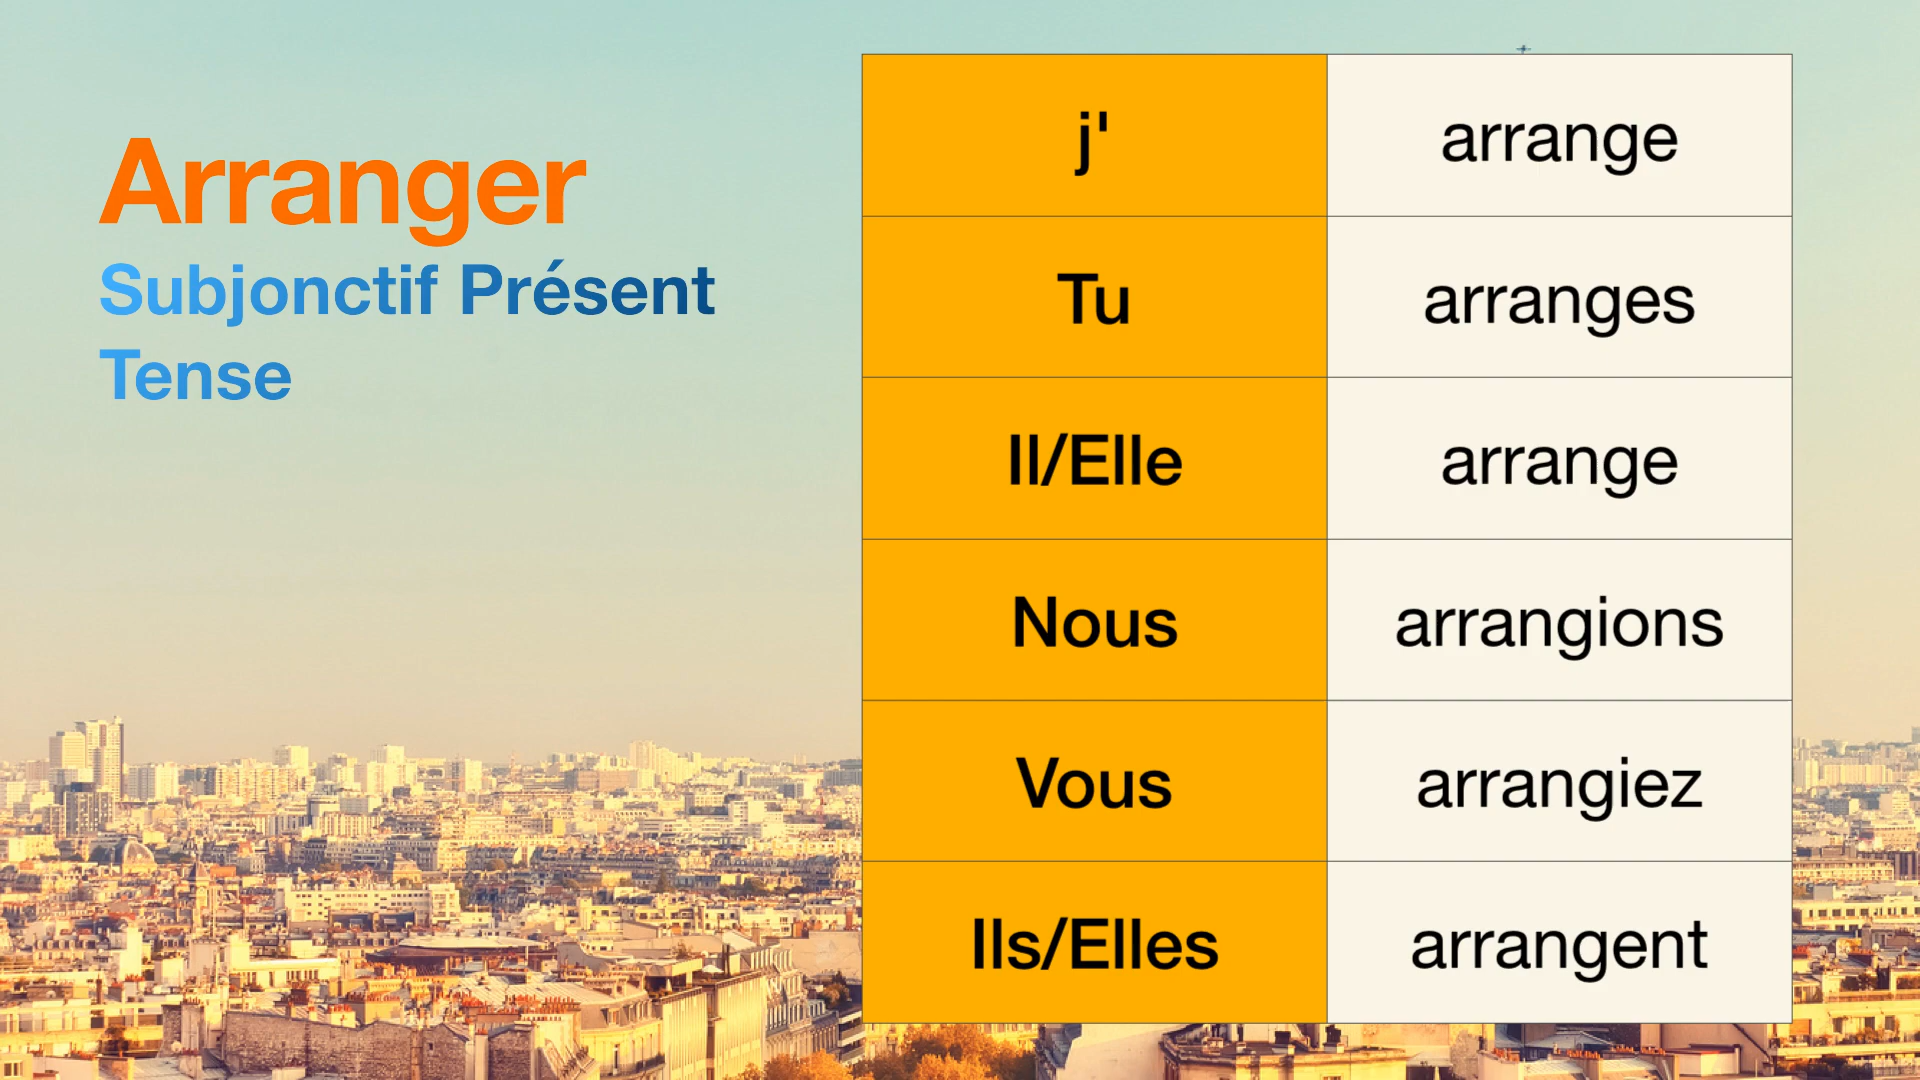 Arranger
Subjonctif Présent
Tense
j' arrange
Tu arranges
Il/Elle arrange
Nous arrangions
Vous arrangiez
Ils/Elles arrangent